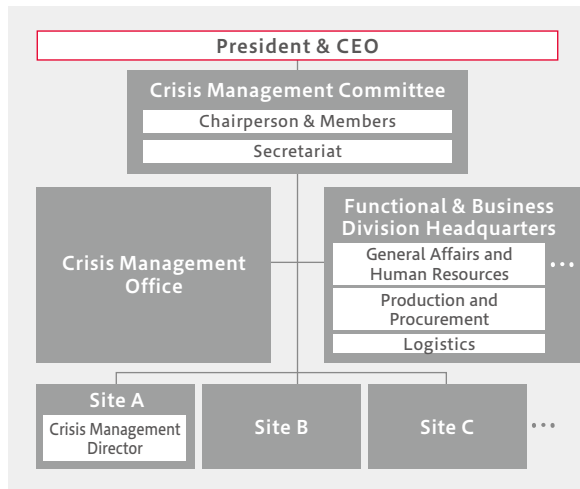 President & CEO
Crisis Management Committee
Chairperson & Members
Secretariat
Crisis Management
Office
Functional & Business
Division Headquarters
General Affairs and
Human Resources
...
Production and
Procurement
Logistics
Site A
Crisis Management
Director
Site B
Site C
...